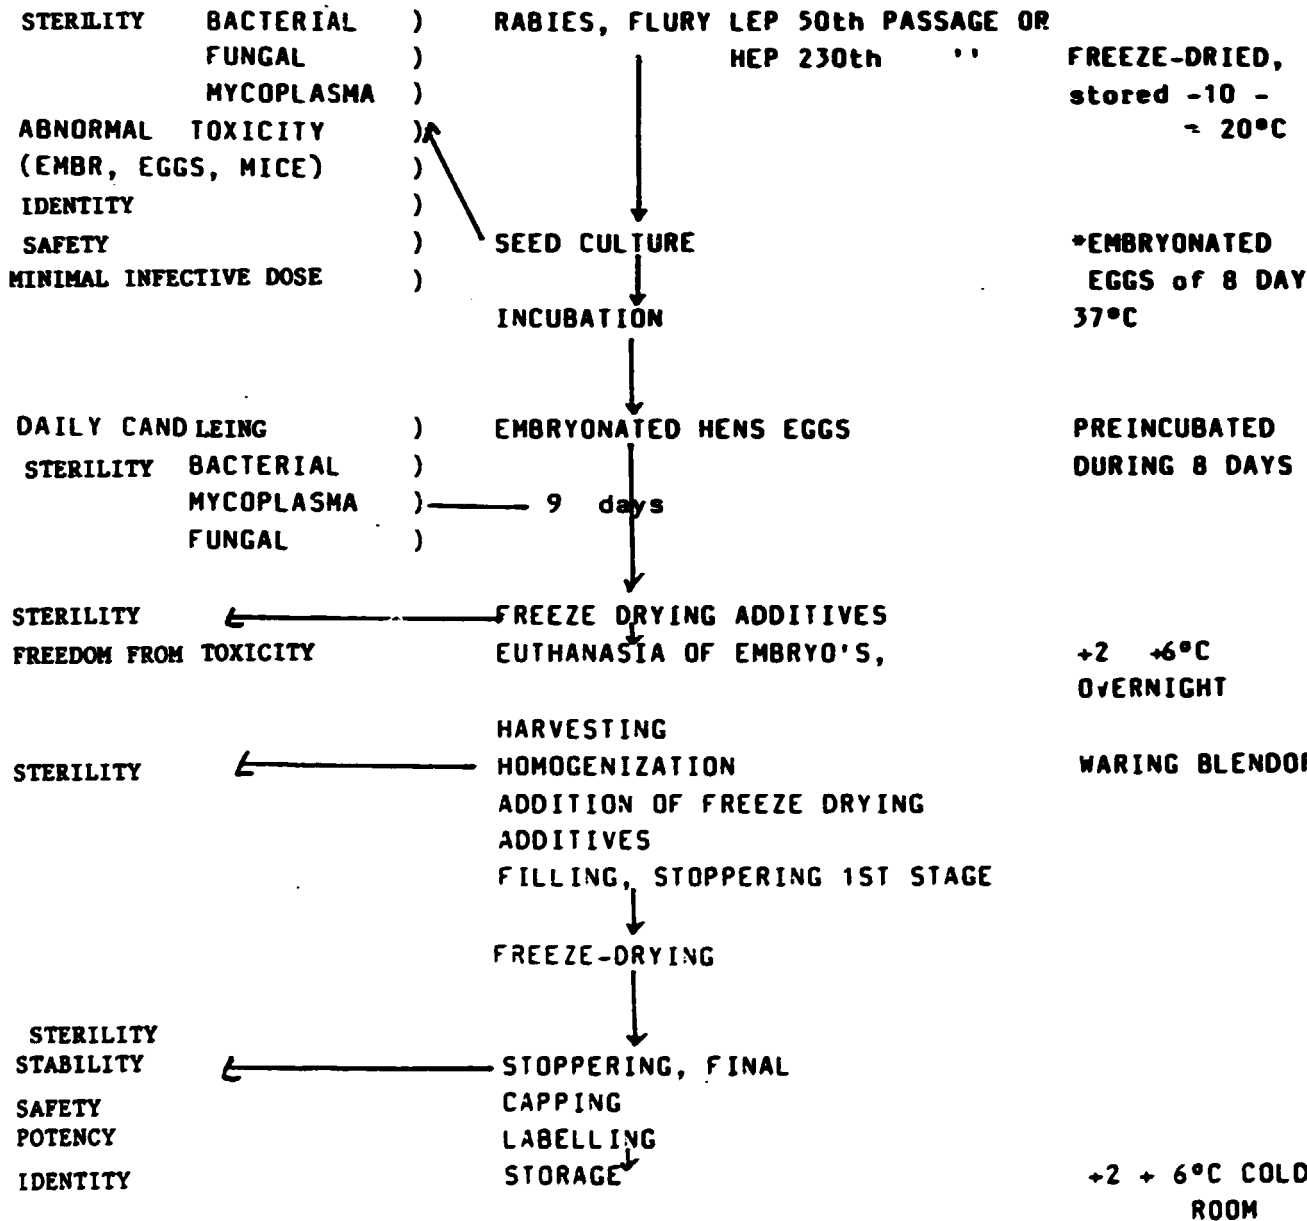 STERILITY BACTERIAL ) RABIES, FLURY LEP 50th PASSAGE OR
FUNGAL ) HEP 230th '' FREEZE-DRIED,
MYCOPLASMA ) stored -10 -
ABNORMAL TOXICITY ) - 20°C
(EMBR, EGGS, MICE) )
IDENTITY )
SAFETY ) SEED CULTURE *EMBRYONATED
MINIMAL INFECTIVE DOSE ) EGGS of 8 DAY
INCUBATION 37°C
DAILY CANDLEING ) EMBRYONATED HENS EGGS PREINCUBATED
STERILITY BACTERIAL ) DURING 8 DAYS
MYCOPLASMA ) 9 days
FUNGAL )
STERILITY FREEZE DRYING ADDITIVES
FREEDOM FROM TOXICITY EUTHANASIA OF EMBRYO'S, +2 +6°C
OVERNIGHT
HARVESTING
STERILITY HOMOGENIZATION WARING BLENDOR
ADDITION OF FREEZE DRYING
ADDITIVES
FILLING, STOPPERING 1ST STAGE
FREEZE-DRYING
STERILITY
STABILITY STOPPERING, FINAL
SAFETY CAPPING
POTENCY LABELLING
IDENTITY STORAGE +2 + 6°C COLD
ROOM